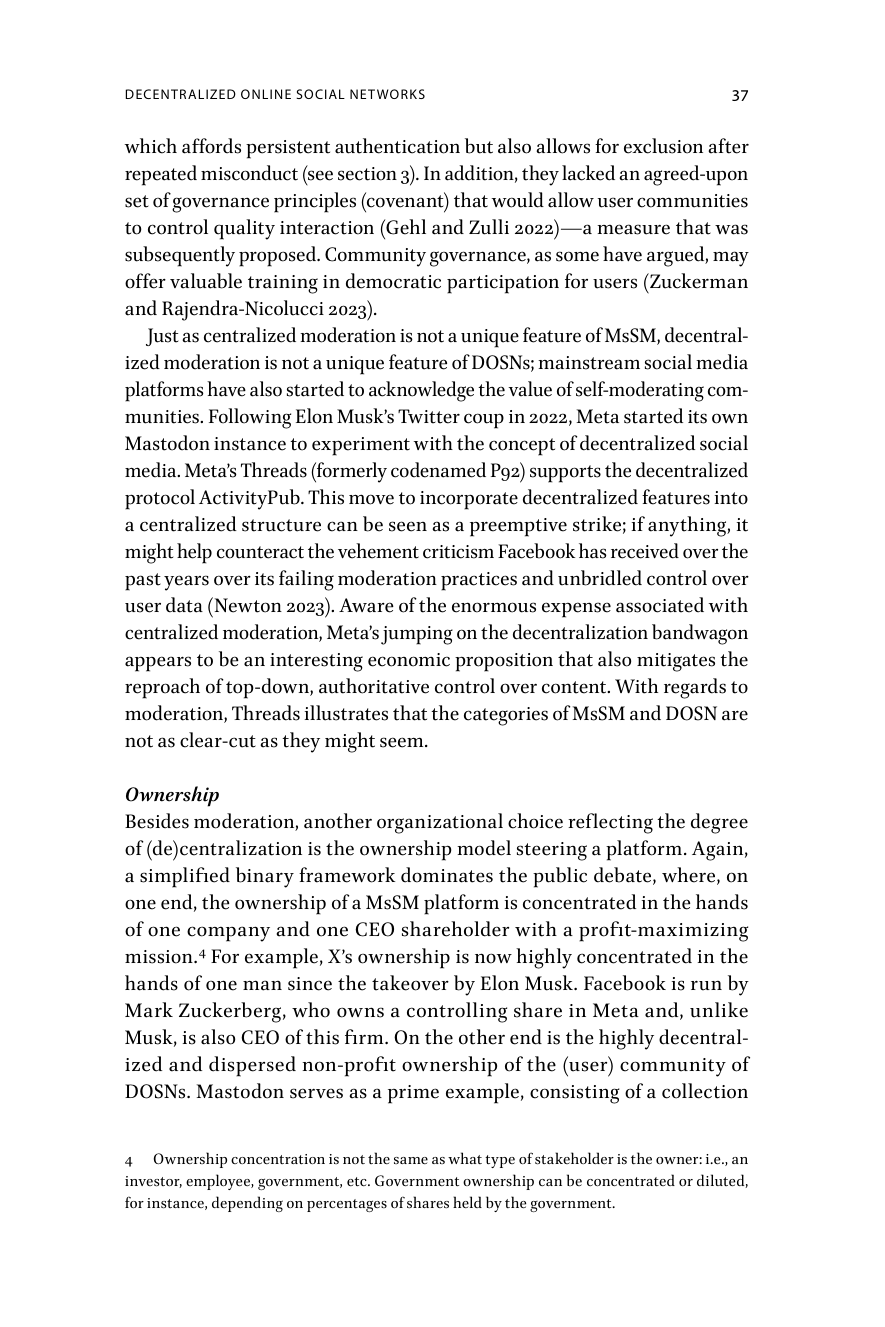 DECENTRALIZED ONLINE SOCIAL NETWORKS 37
which affords persistent authentication but also allows for exclusion after
repeated misconduct (see section 3). In addition, they lacked an agreed-upon
set of governance principles (covenant) that would allow user communities
to control quality interaction (Gehl and Zulli 2022)—a measure that was
subsequently proposed. Community governance, as some have argued, may
offer valuable training in democratic participation for users (Zuckerman
and Rajendra-Nicolucci 2023).
Just as centralized moderation is not a unique feature of MsSM, decentral-
ized moderation is not a unique feature of DOSNs; mainstream social media
platforms have also started to acknowledge the value of self-moderating com-
munities. Following Elon Musk’s Twitter coup in 2022, Meta started its own
Mastodon instance to experiment with the concept of decentralized social
media. Meta’s Threads (formerly codenamed P92) supports the decentralized
protocol ActivityPub. This move to incorporate decentralized features into
a centralized structure can be seen as a preemptive strike; if anything, it
might help counteract the vehement criticism Facebook has received over the
past years over its failing moderation practices and unbridled control over
user data (Newton 2023). Aware of the enormous expense associated with
centralized moderation, Meta’s jumping on the decentralization bandwagon
appears to be an interesting economic proposition that also mitigates the
reproach of top-down, authoritative control over content. With regards to
moderation, Threads illustrates that the categories of MsSM and DOSN are
not as clear-cut as they might seem.
Ownership
Besides moderation, another organizational choice reflecting the degree
of (de)centralization is the ownership model steering a platform. Again,
a simplified binary framework dominates the public debate, where, on
one end, the ownership of a MsSM platform is concentrated in the hands
of one company and one CEO shareholder with a profit-maximizing
mission.4 For example, X’s ownership is now highly concentrated in the
hands of one man since the takeover by Elon Musk. Facebook is run by
Mark Zuckerberg, who owns a controlling share in Meta and, unlike
Musk, is also CEO of this firm. On the other end is the highly decentral-
ized and dispersed non-profit ownership of the (user) community of
DOSNs. Mastodon serves as a prime example, consisting of a collection
4 Ownership concentration is not the same as what type of stakeholder is the owner: i.e., an
investor, employee, government, etc. Government ownership can be concentrated or diluted,
for instance, depending on percentages of shares held by the government.